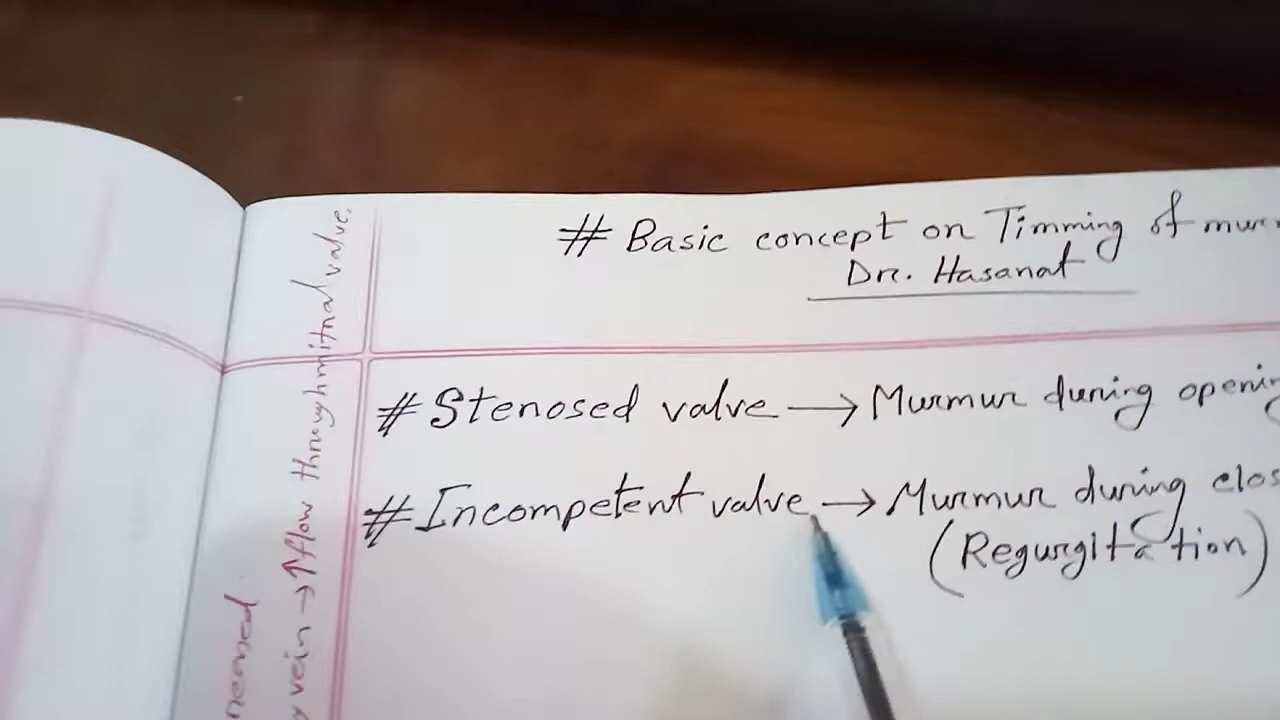 # Basic concept on Timming of mur
Dr. Hasanat
# Stenosed valve → Murmur during openin
# Incompetent valve → Murmur during clos
(Regurgitation)
vein → ↑ flow through mitral valve.